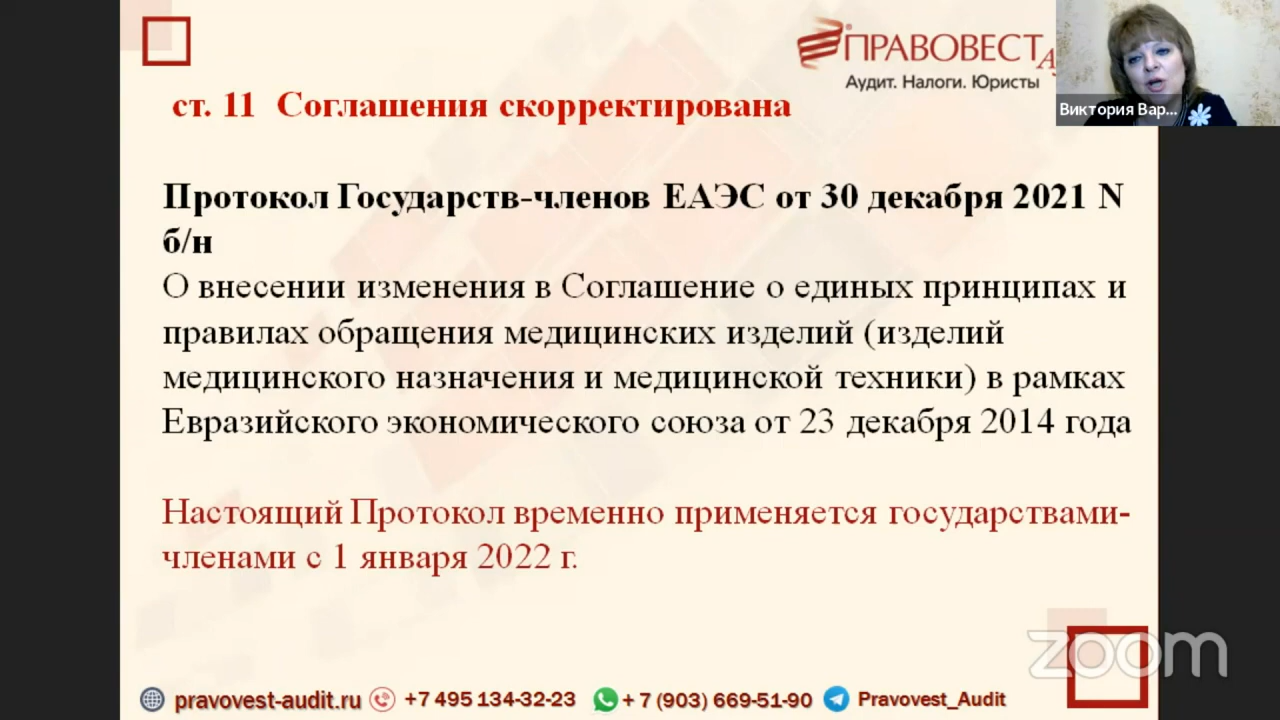 ПРАВОВЕСТ
Аудит. Налоги. Юристы
Виктория Вар...
ст. 11 Соглашения скорректирована
Протокол Государств-членов ЕАЭС от 30 декабря 2021 N
б/н
О внесении изменения в Соглашение о единых принципах и
правилах обращения медицинских изделий (изделий
медицинского назначения и медицинской техники) в рамках
Евразийского экономического союза от 23 декабря 2014 года
Настоящий Протокол временно применяется государствами-
членами с 1 января 2022 г.
zoom
pravovest-audit.ru +7 495 134-32-23 + 7 (903) 669-51-90 Pravovest_Audit